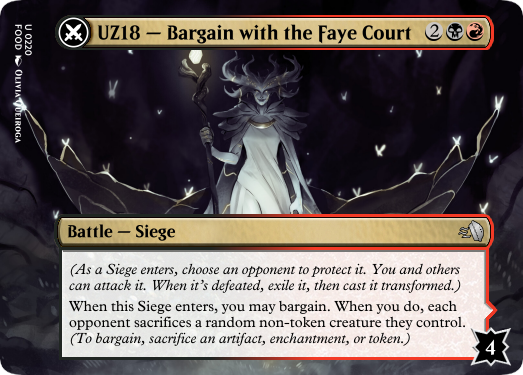 UZ18 — Bargain with the Faye Court 2
Battle — Siege
(As a Siege enters, choose an opponent to protect it. You and others
can attack it. When it's defeated, exile it, then cast it transformed.)
When this Siege enters, you may bargain. When you do, each
opponent sacrifices a random non-token creature they control.
(To bargain, sacrifice an artifact, enchantment, or token.)
4
U 0220
FOOD Olivia Queiroga